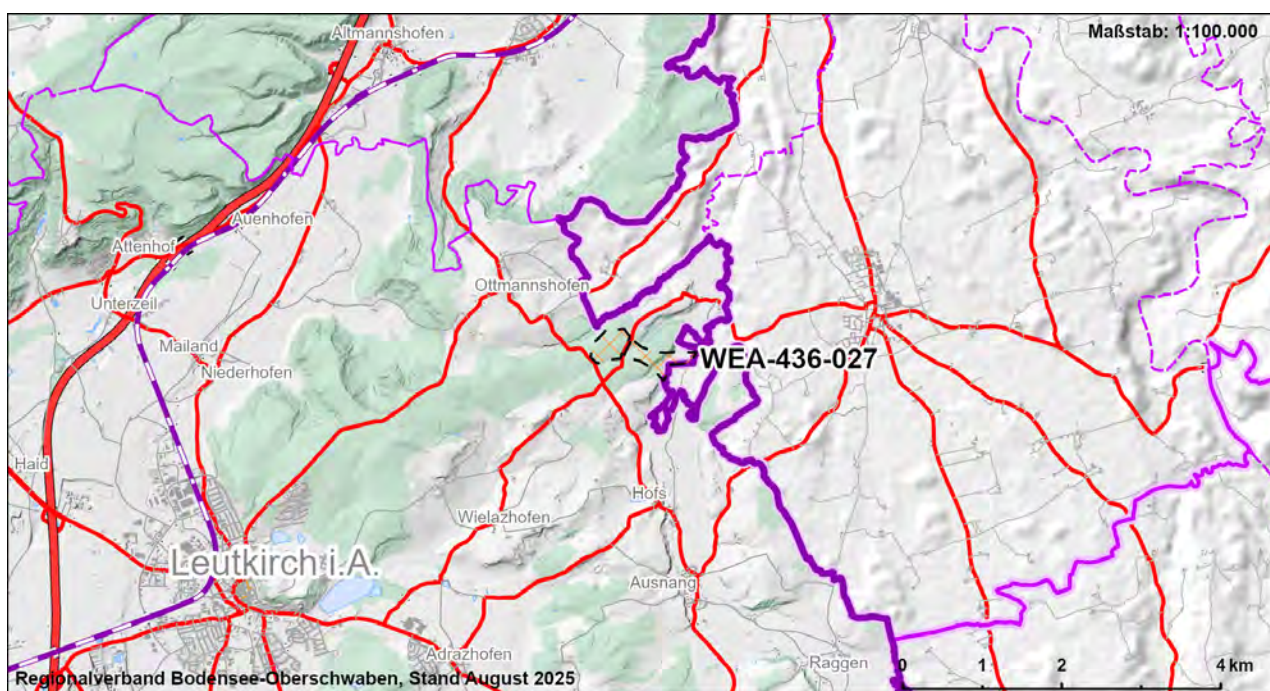 Altmannshofen
Maßstab: 1:100.000
Auenhofen
Attenhof
Unterzeil
Ottmannshofen
Mailand
WEA-436-027
Niederhofen
Haid
Hofs
Wielazhofen
Leutkirch i.A.
Ausnang
Adrazhofen
Raggen
0 1 2 4 km
Regionalverband Bodensee-Oberschwaben, Stand August 2025